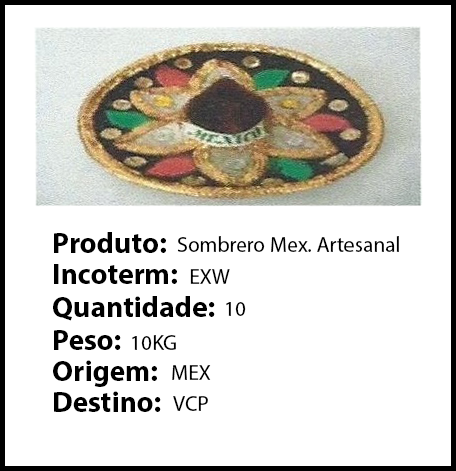 MEXICO
Produto: Sombrero Mex. Artesanal
Incoterm: EXW
Quantidade: 10
Peso: 10KG
Origem: MEX
Destino: VCP